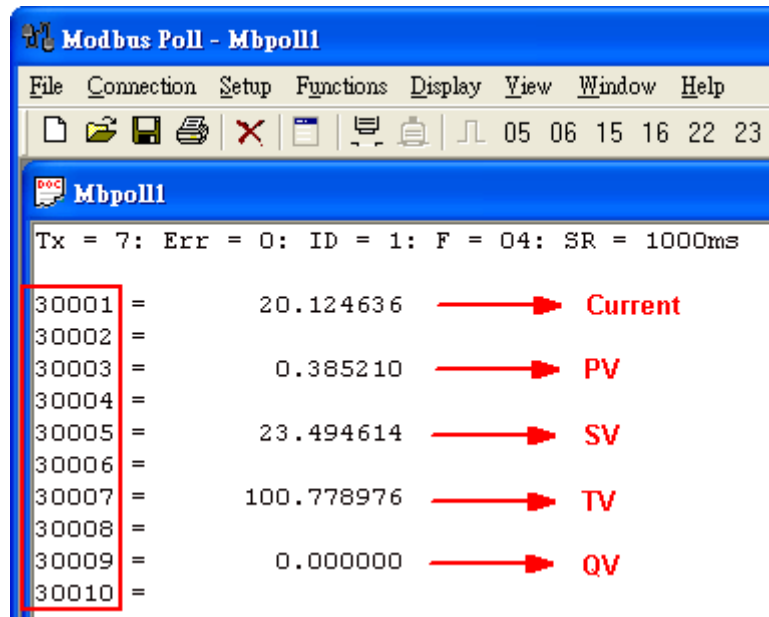 Modbus Poll - Mbpoll1
File Connection Setup Functions Display View Window Help
05 06 15 16 22 23
DOC Mbpoll1
Tx = 7: Err = 0: ID = 1: F = 04: SR = 1000ms
30001 = 20.124636 Current
30002 =
30003 = 0.385210 PV
30004 =
30005 = 23.494614 SV
30006 =
30007 = 100.778976 TV
30008 =
30009 = 0.000000 QV
30010 =